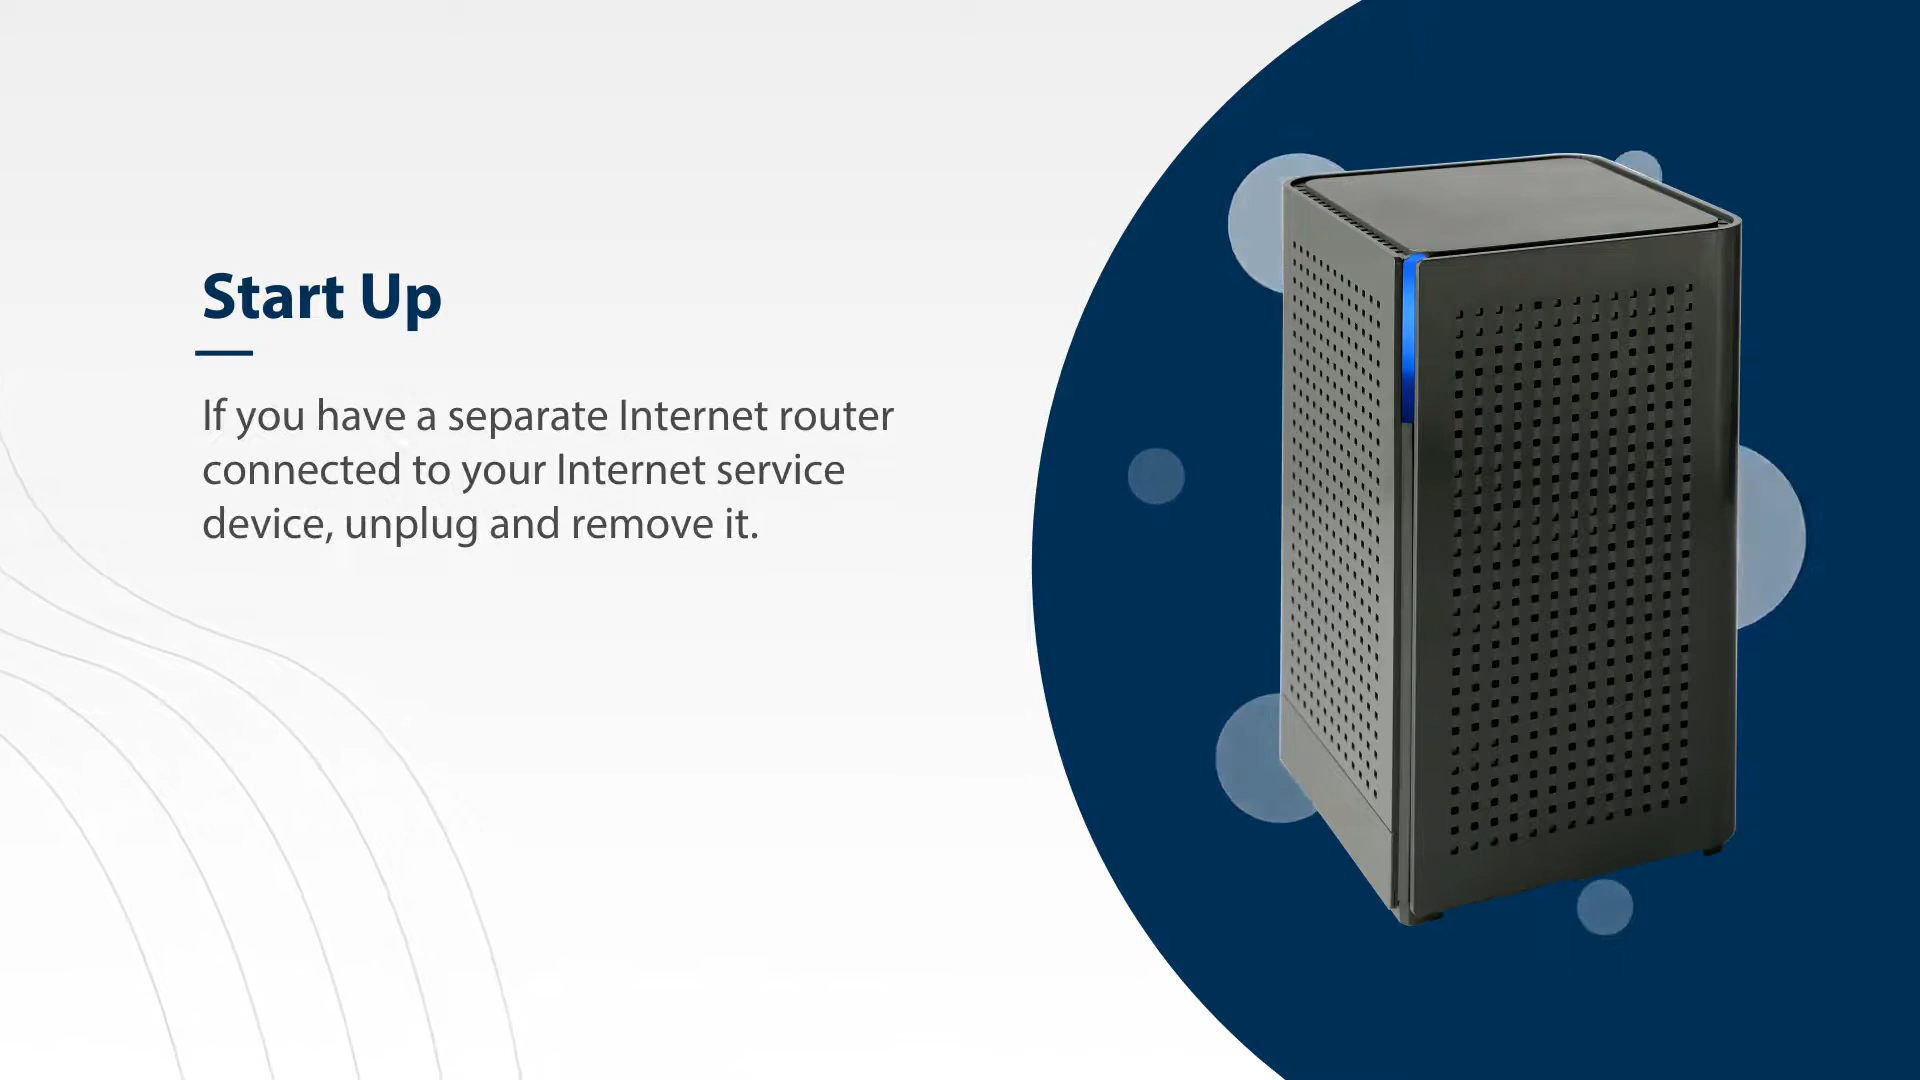 Start Up
If you have a separate Internet router
connected to your Internet service
device, unplug and remove it.